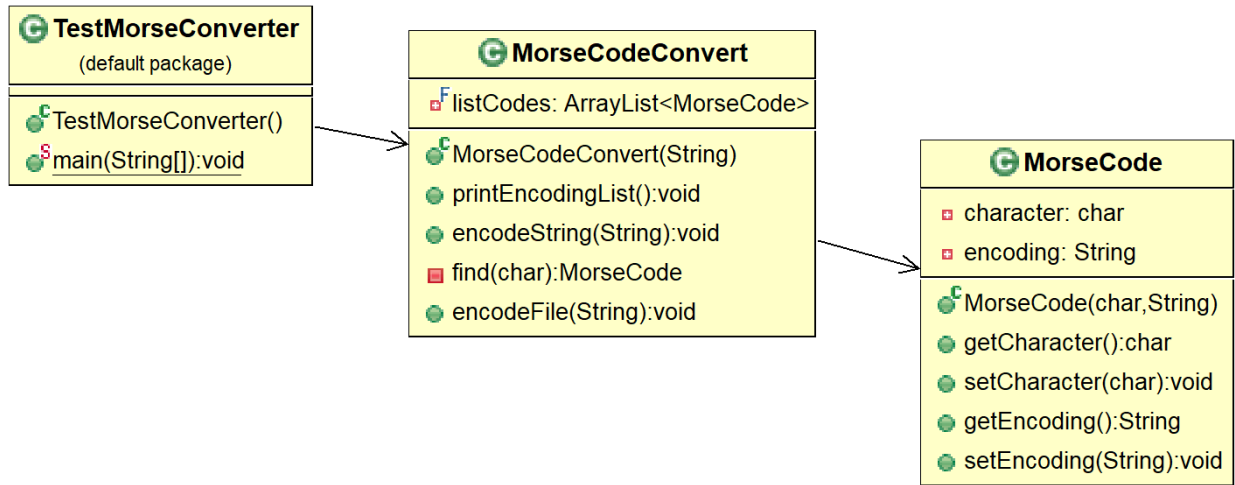 C TestMorseConverter
(default package)
C TestMorseConverter()
S main(String[]):void
C MorseCodeConvert
F listCodes: ArrayList<MorseCode>
C MorseCodeConvert(String)
printEncodingList():void
encodeString(String):void
find(char):MorseCode
encodeFile(String):void
C MorseCode
character: char
encoding: String
C MorseCode(char,String)
getCharacter():char
setCharacter(char):void
getEncoding():String
setEncoding(String):void